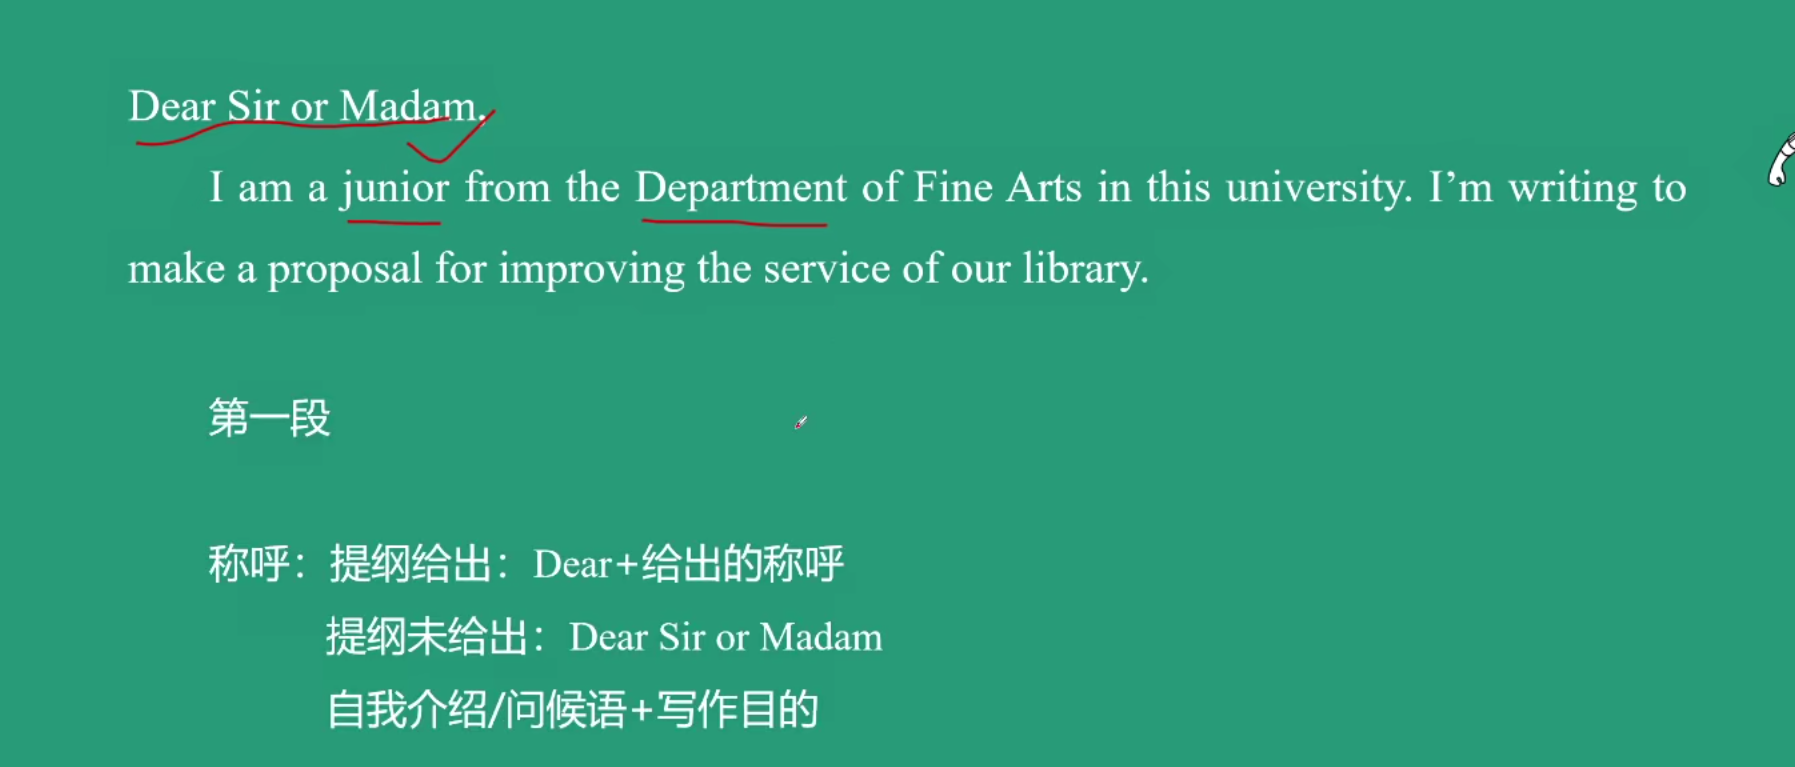 Dear Sir or Madam,
I am a junior from the Department of Fine Arts in this university. I’m writing to
make a proposal for improving the service of our library.
第一段
称呼：提纲给出：Dear+给出的称呼
提纲未给出：Dear Sir or Madam
自我介绍/问候语+写作目的